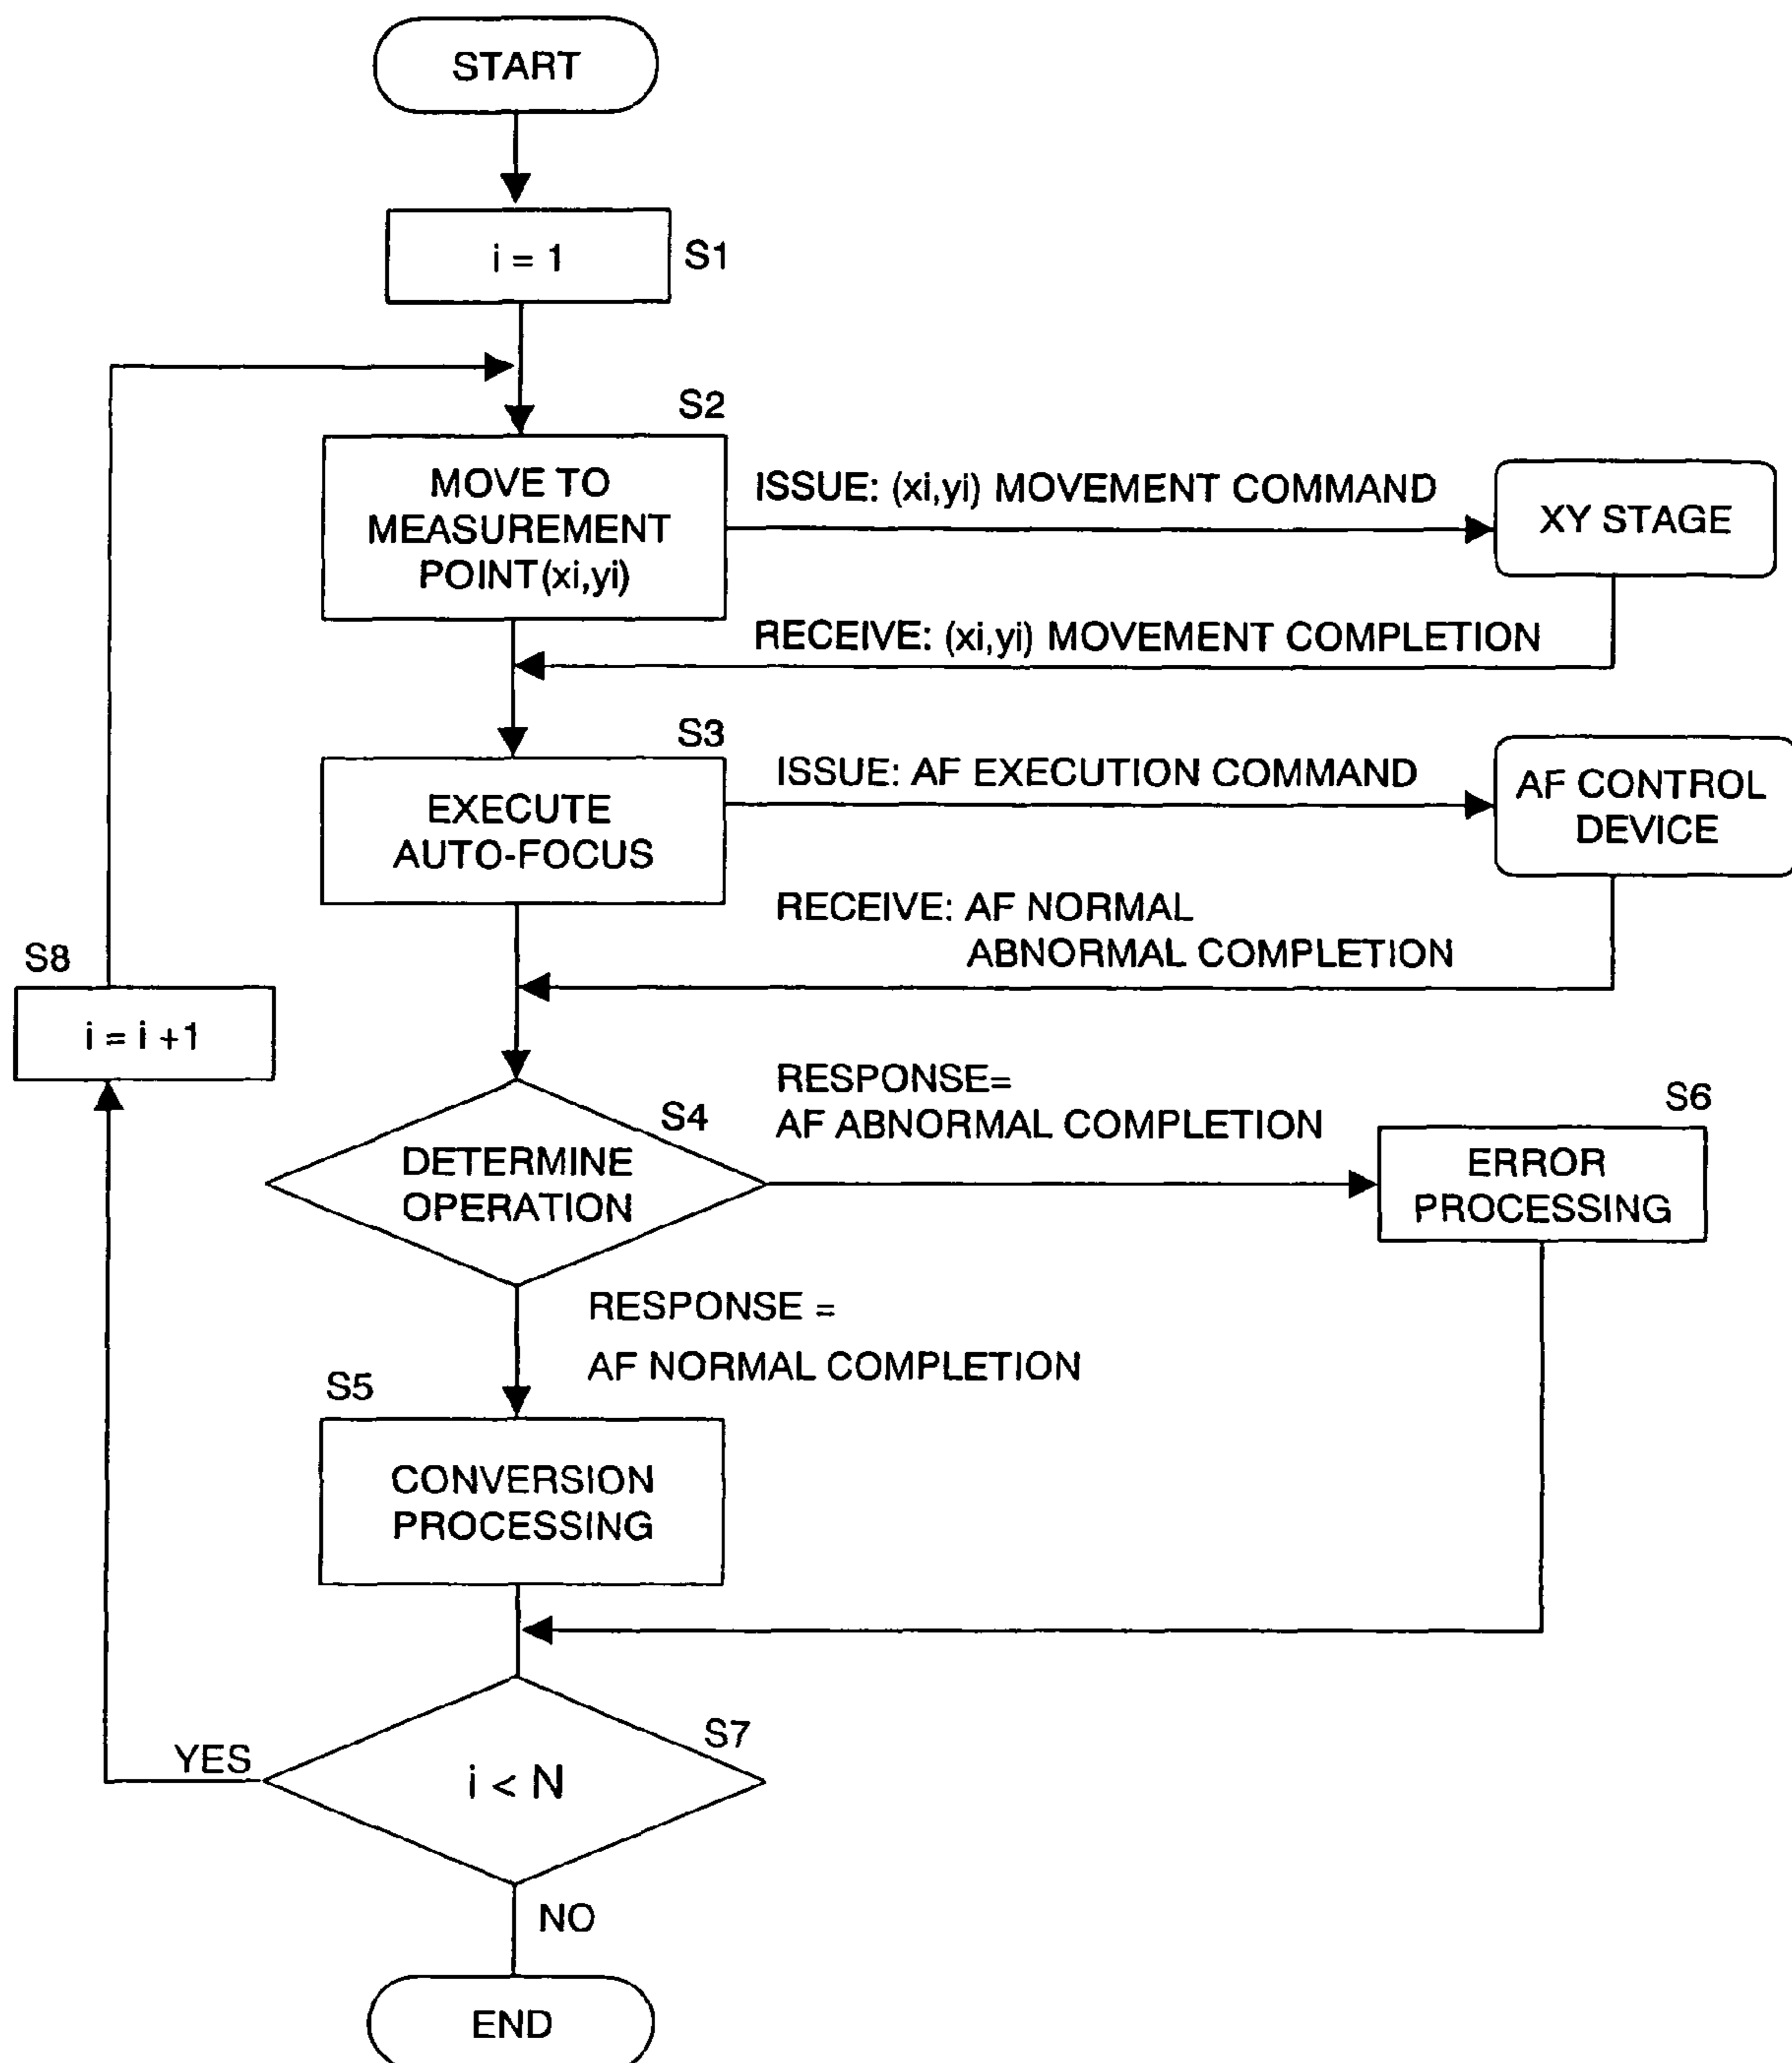 START
i = 1
S1
S2
MOVE TO
MEASUREMENT
POINT(xi,yi)
ISSUE: (xi,yi) MOVEMENT COMMAND
XY STAGE
RECEIVE: (xi,yi) MOVEMENT COMPLETION
S3
EXECUTE
AUTO-FOCUS
ISSUE: AF EXECUTION COMMAND
AF CONTROL
DEVICE
RECEIVE: AF NORMAL
ABNORMAL COMPLETION
S8
i = i +1
S4
DETERMINE
OPERATION
RESPONSE=
AF ABNORMAL COMPLETION
S6
ERROR
PROCESSING
RESPONSE =
AF NORMAL COMPLETION
S5
CONVERSION
PROCESSING
S7
i < N
YES
NO
END